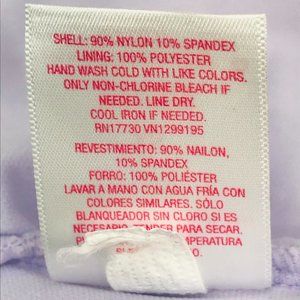 SHELL: 90% NYLON 10% SPANDEX
LINING: 100% POLYESTER
HAND WASH COLD WITH LIKE COLORS.
ONLY NON-CHLORINE BLEACH IF
NEEDED. LINE DRY.
COOL IRON IF NEEDED.
RN17730 VN1299195
REVESTIMIENTO: 90% NAILON,
10% SPANDEX
FORRO: 100% POLIÉSTER
LAVAR A MANO CON AGUA FRÍA CON
COLORES SIMILARES. SÓLO
BLANQUEADOR SIN CLORO SI ES
NECESARIO. TENDER PARA SECAR.